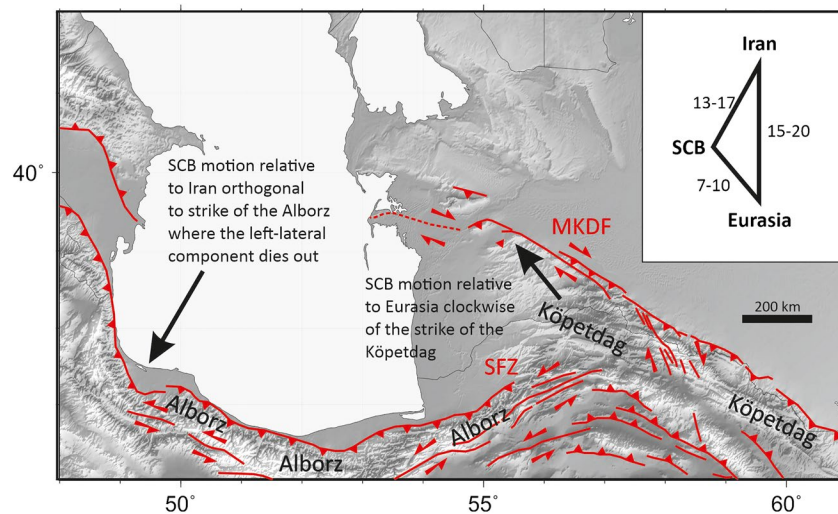 Iran
13-17
15-20
SCB
7-10
Eurasia
40°
SCB motion relative
to Iran orthogonal
to strike of the Alborz
where the left-lateral
component dies out
MKDF
SCB motion relative
to Eurasia clockwise
of the strike of the
Köpetdag
Köpetdag
200 km
SFZ
Alborz
Alborz
Alborz
Köpetdag
50°
55°
60°